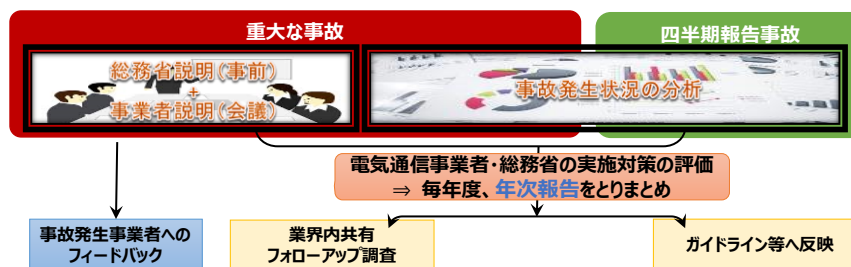 重大な事故
四半期報告事故
総務省説明(事前)
+
事業者説明(会議)
事故発生状況の分析
電気通信事業者・総務省の実施対策の評価
⇒ 毎年度、年次報告をとりまとめ
事故発生事業者への
フィードバック
業界内共有
フォローアップ調査
ガイドライン等へ反映